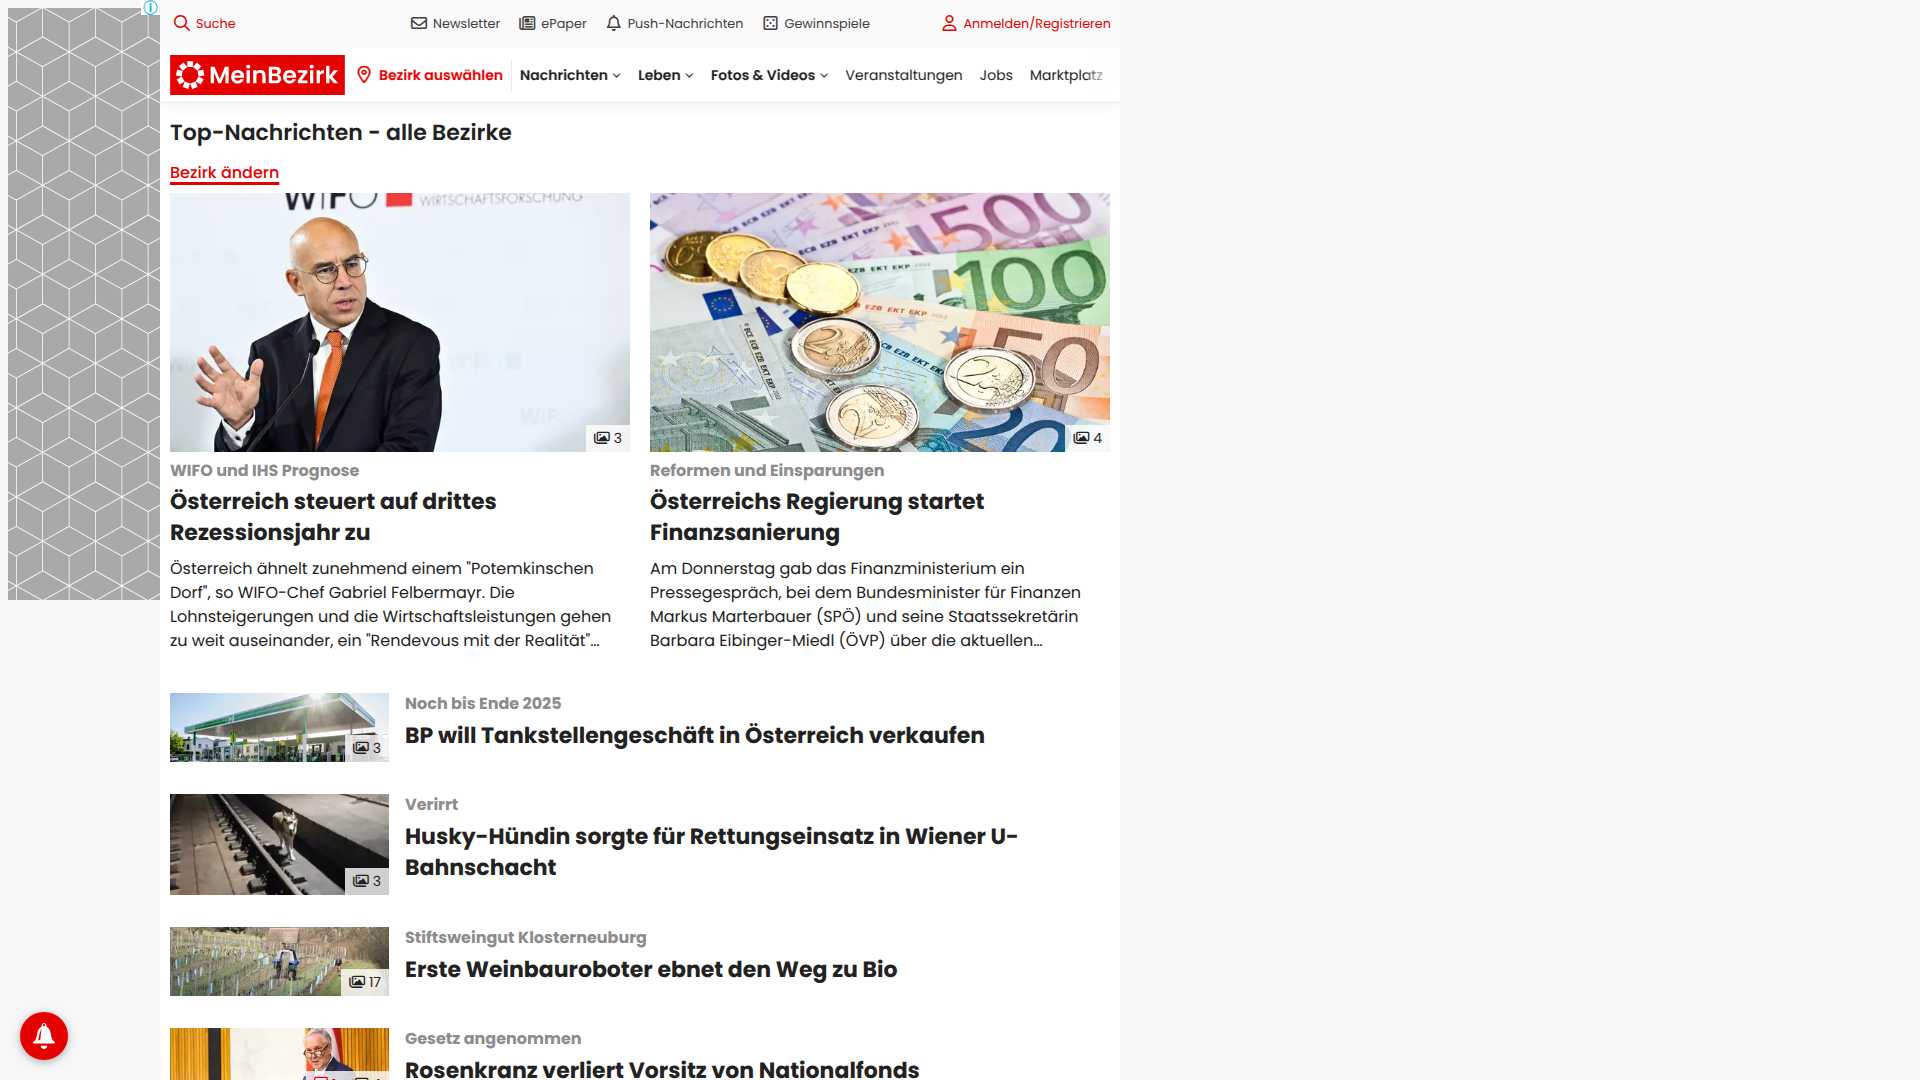 Suche
Newsletter
ePaper
Push-Nachrichten
Gewinnspiele
Anmelden/Registrieren
MeinBezirk
Bezirk auswählen
Nachrichten
Leben
Fotos & Videos
Veranstaltungen
Jobs
Marktplatz
Top-Nachrichten - alle Bezirke
Bezirk ändern
WIFO
WIRTSCHAFTSFORSCHUNG
3
WIFO und IHS Prognose
Österreich steuert auf drittes
Rezessionsjahr zu
Österreich ähnelt zunehmend einem "Potemkinschen
Dorf", so WIFO-Chef Gabriel Felbermayr. Die
Lohnsteigerungen und die Wirtschaftsleistungen gehen
zu weit auseinander, ein "Rendevous mit der Realität"...
500
100
50
20
4
Reformen und Einsparungen
Österreichs Regierung startet
Finanzsanierung
Am Donnerstag gab das Finanzministerium ein
Pressegespräch, bei dem Bundesminister für Finanzen
Markus Marterbauer (SPÖ) und seine Staatssekretärin
Barbara Eibinger-Miedl (ÖVP) über die aktuellen...
3
Noch bis Ende 2025
BP will Tankstellengeschäft in Österreich verkaufen
3
Verirrt
Husky-Hündin sorgte für Rettungseinsatz in Wiener U-
Bahnschacht
17
Stiftsweingut Klosterneuburg
Erste Weinbauroboter ebnet den Weg zu Bio
Gesetz angenommen
Rosenkranz verliert Vorsitz von Nationalfonds